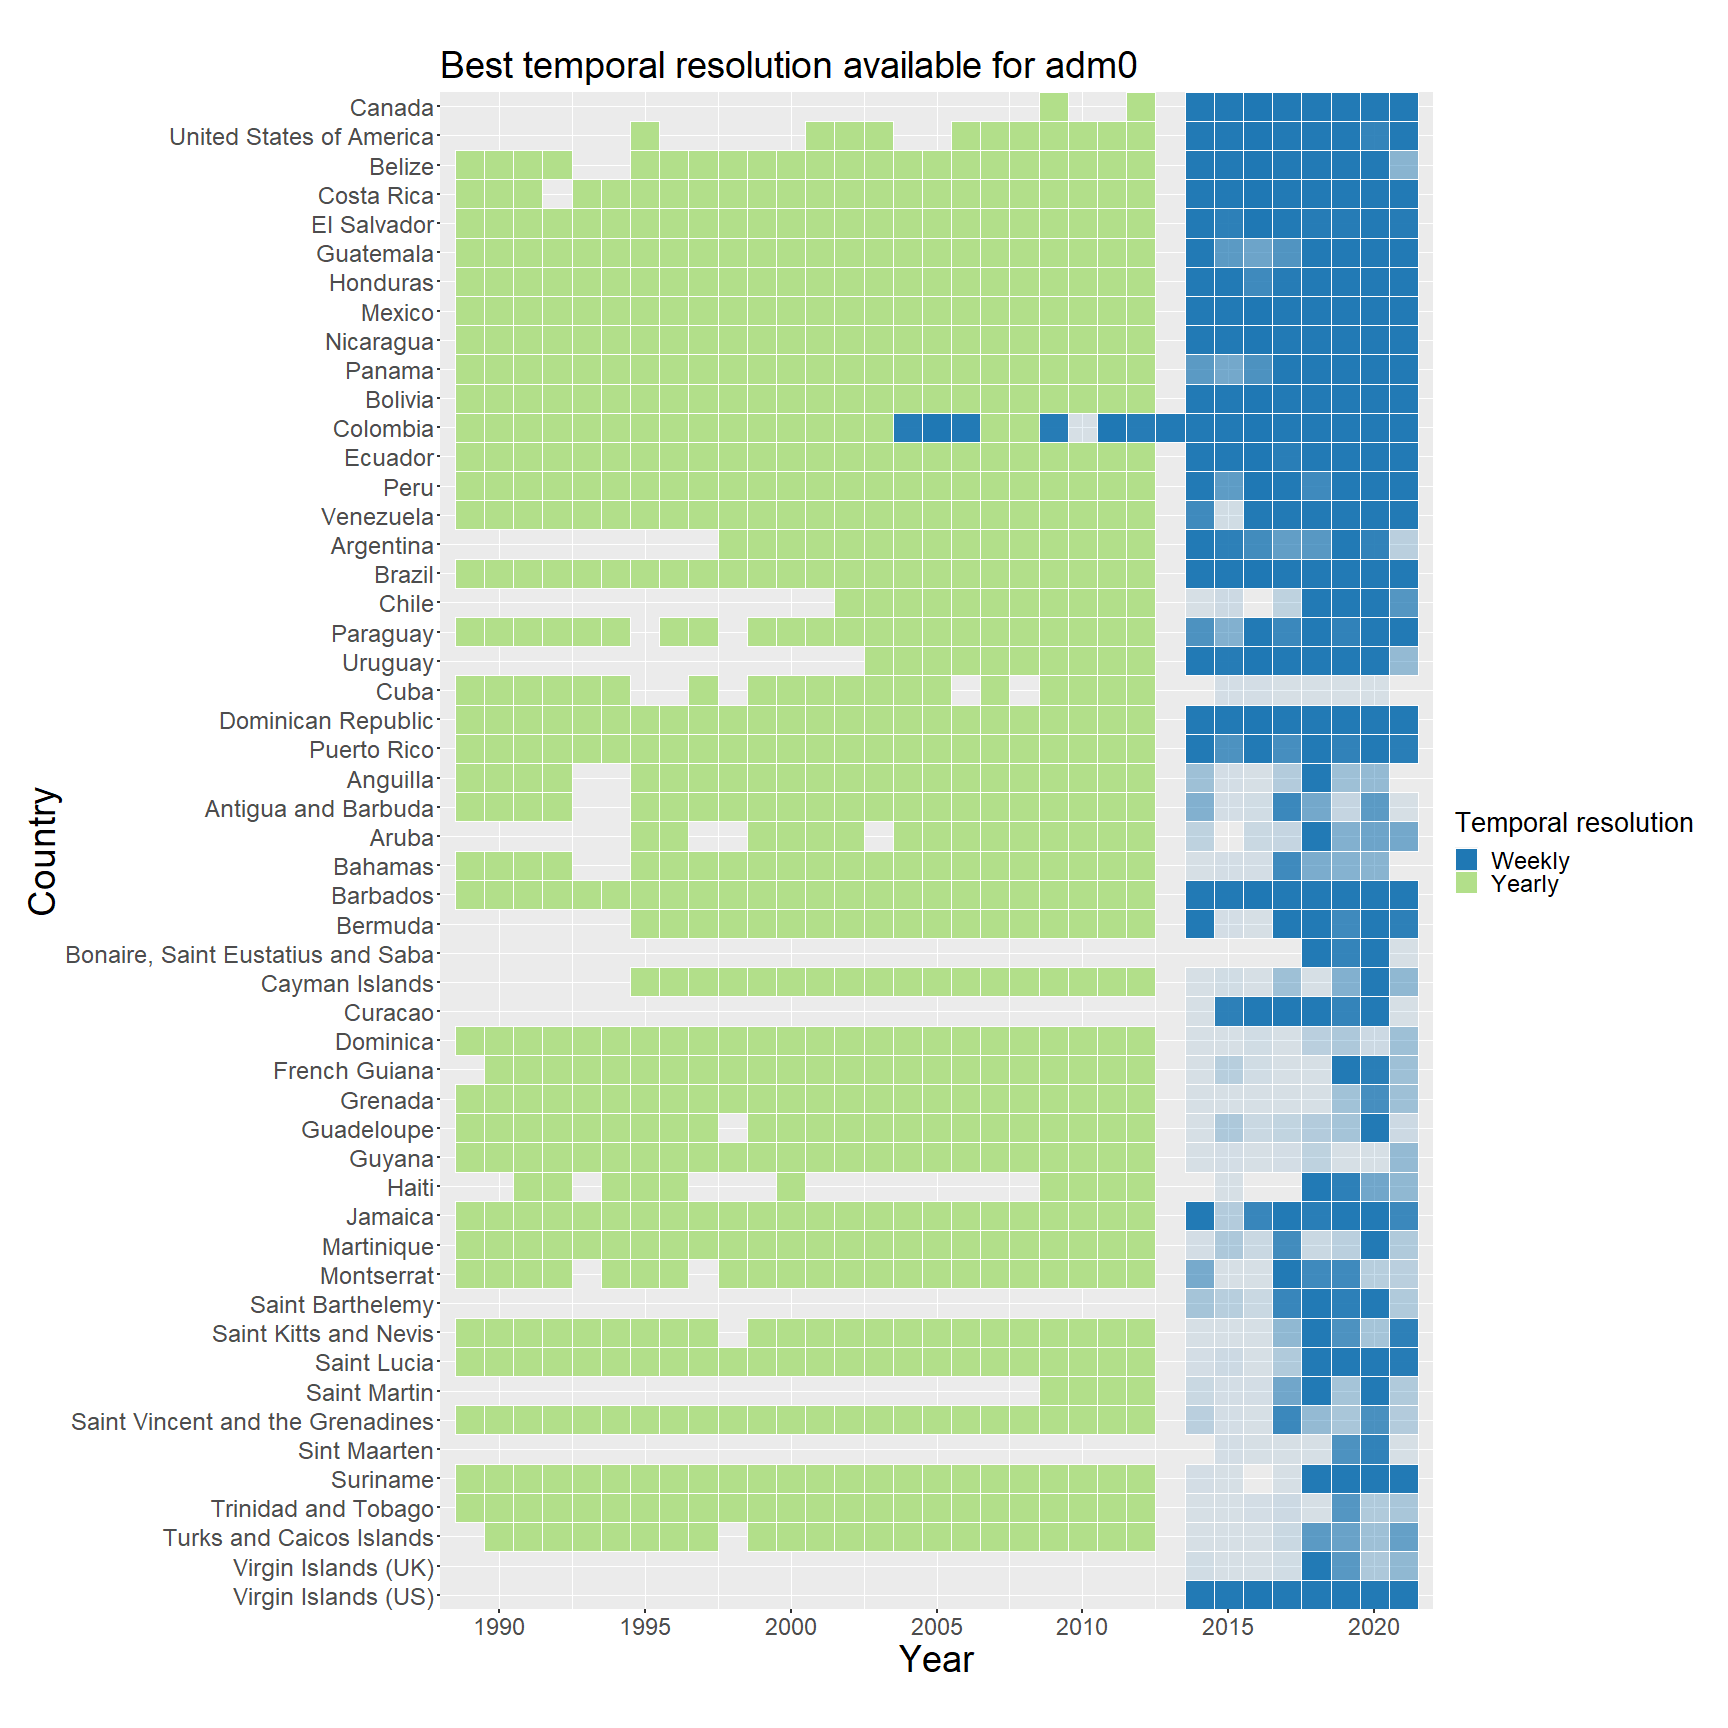 Best temporal resolution available for adm0
Canada
United States of America
Belize
Costa Rica
El Salvador
Guatemala
Honduras
Mexico
Nicaragua
Panama
Bolivia
Colombia
Ecuador
Peru
Venezuela
Argentina
Brazil
Chile
Paraguay
Uruguay
Cuba
Dominican Republic
Puerto Rico
Anguilla
Antigua and Barbuda
Aruba
Bahamas
Barbados
Bermuda
Bonaire, Saint Eustatius and Saba
Cayman Islands
Curacao
Dominica
French Guiana
Grenada
Guadeloupe
Guyana
Haiti
Jamaica
Martinique
Montserrat
Saint Barthelemy
Saint Kitts and Nevis
Saint Lucia
Saint Martin
Saint Vincent and the Grenadines
Sint Maarten
Suriname
Trinidad and Tobago
Turks and Caicos Islands
Virgin Islands (UK)
Virgin Islands (US)
Country
1990 1995 2000 2005 2010 2015 2020
Year
Temporal resolution
Weekly
Yearly